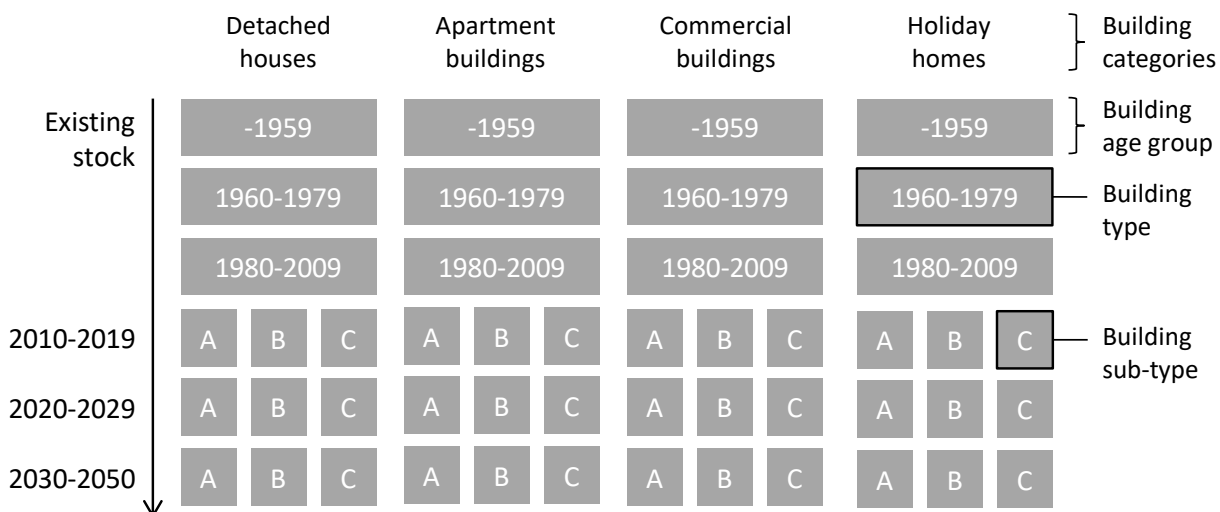 Detached
houses
Apartment
buildings
Commercial
buildings
Holiday
homes
Building
categories
Existing
stock
-1959
-1959
-1959
-1959
Building
age group
1960-1979
1960-1979
1960-1979
1960-1979
Building
type
1980-2009
1980-2009
1980-2009
1980-2009
2010-2019
A B C
A B C
A B C
A B C
Building
sub-type
2020-2029
A B C
A B C
A B C
A B C
2030-2050
A B C
A B C
A B C
A B C